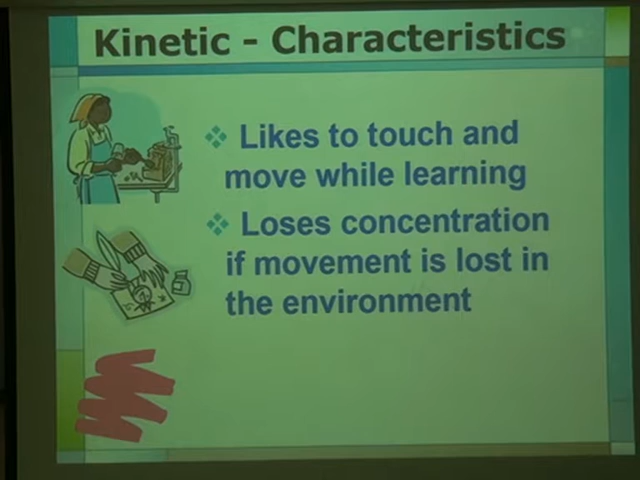 Kinetic - Characteristics
Likes to touch and
move while learning
Loses concentration
if movement is lost in
the environment